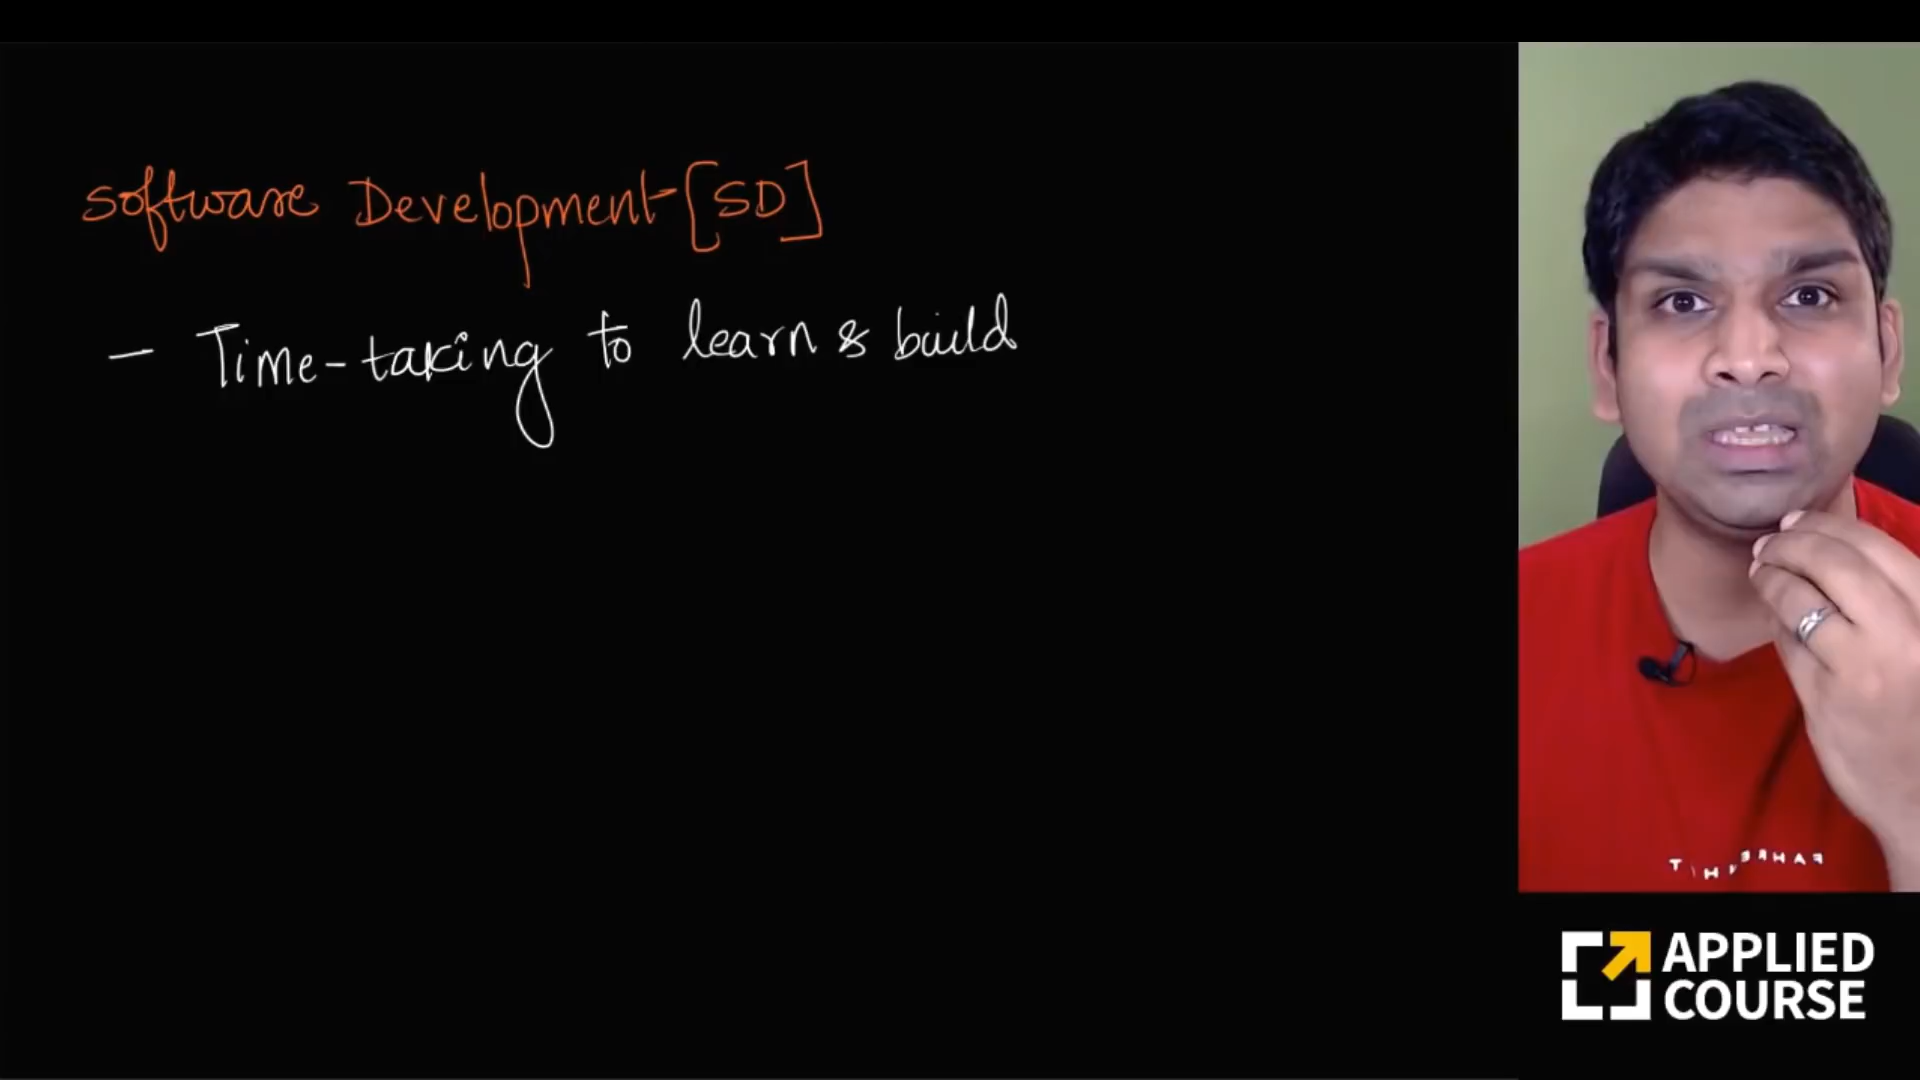 Software Development [SD]
- Time-taking to learn & build
APPLIED
COURSE